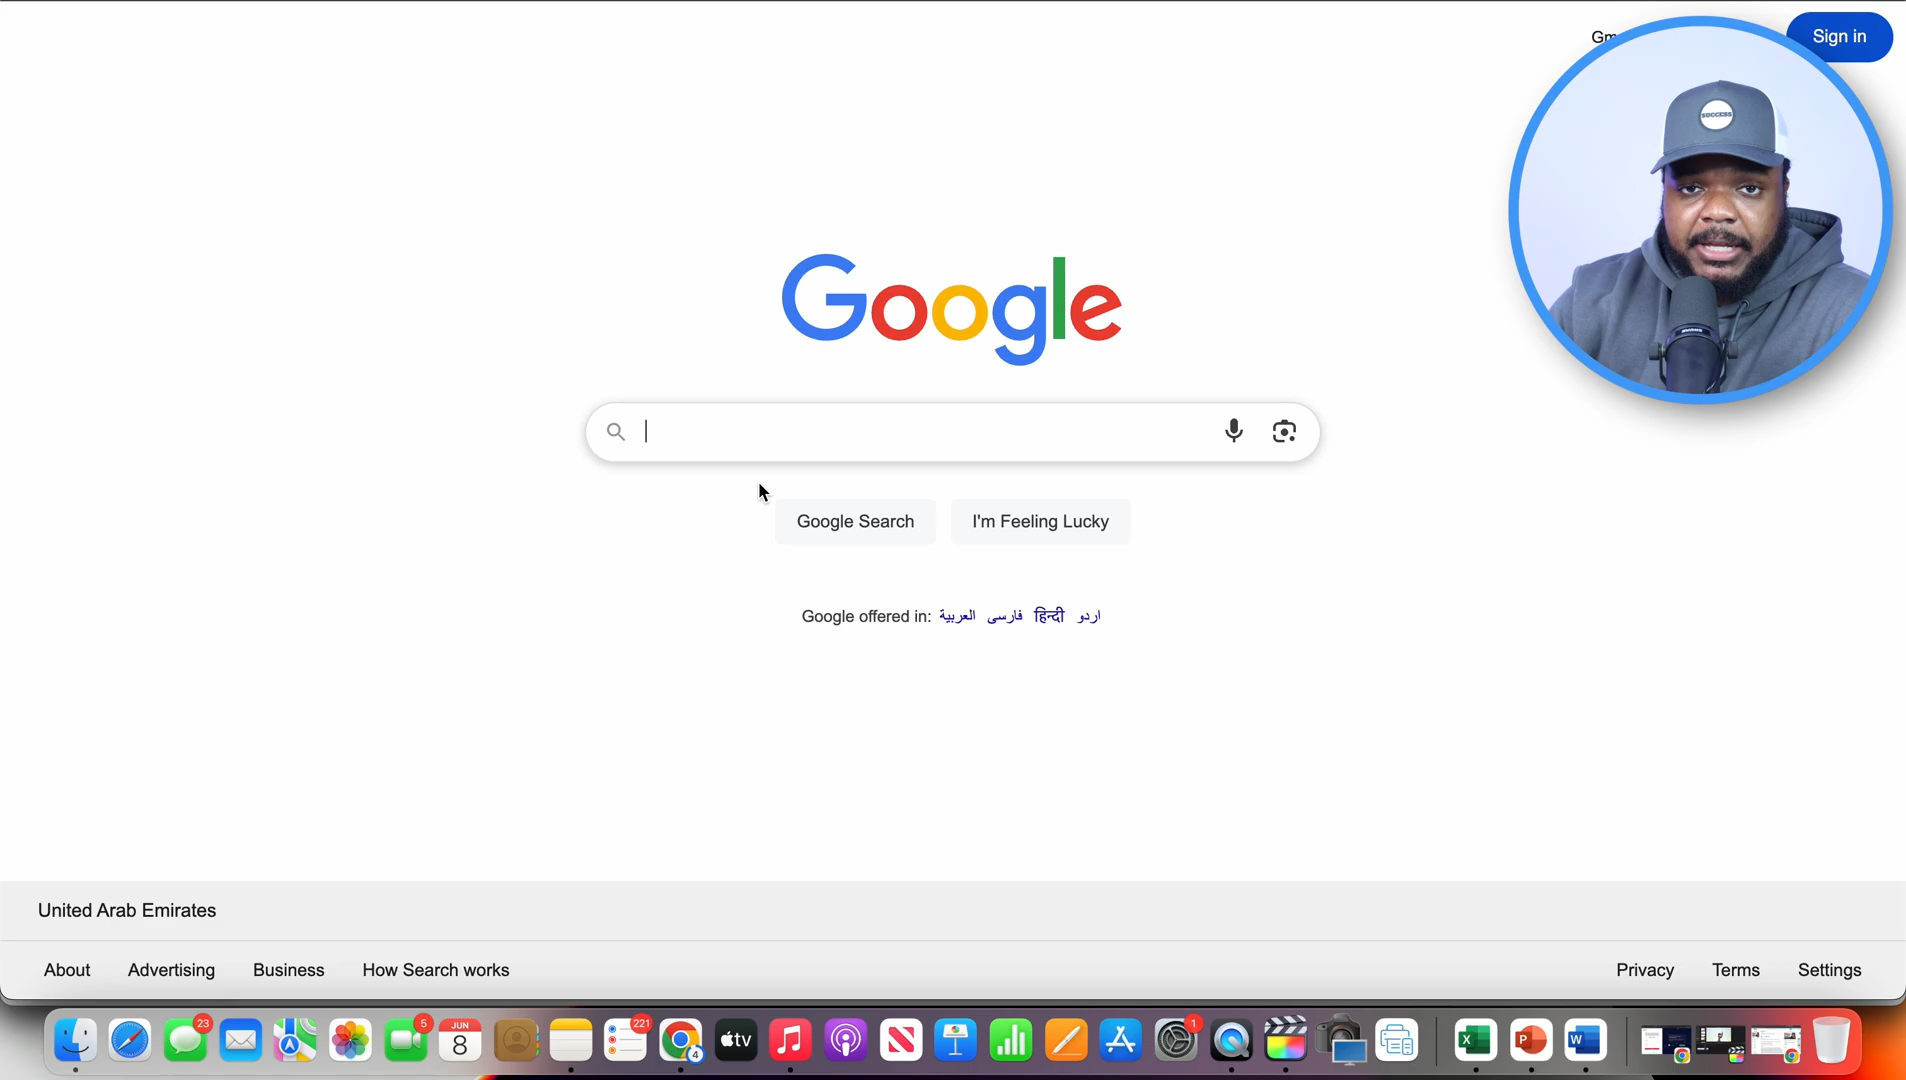 Gm
Sign in
SUCCESS
Google
Google Search
I'm Feeling Lucky
Google offered in: العربية فارسی हिन्दी اردو
United Arab Emirates
About Advertising Business How Search works
Privacy Terms Settings
23
5
JUN
8
221
4
tv
1
X
P
W